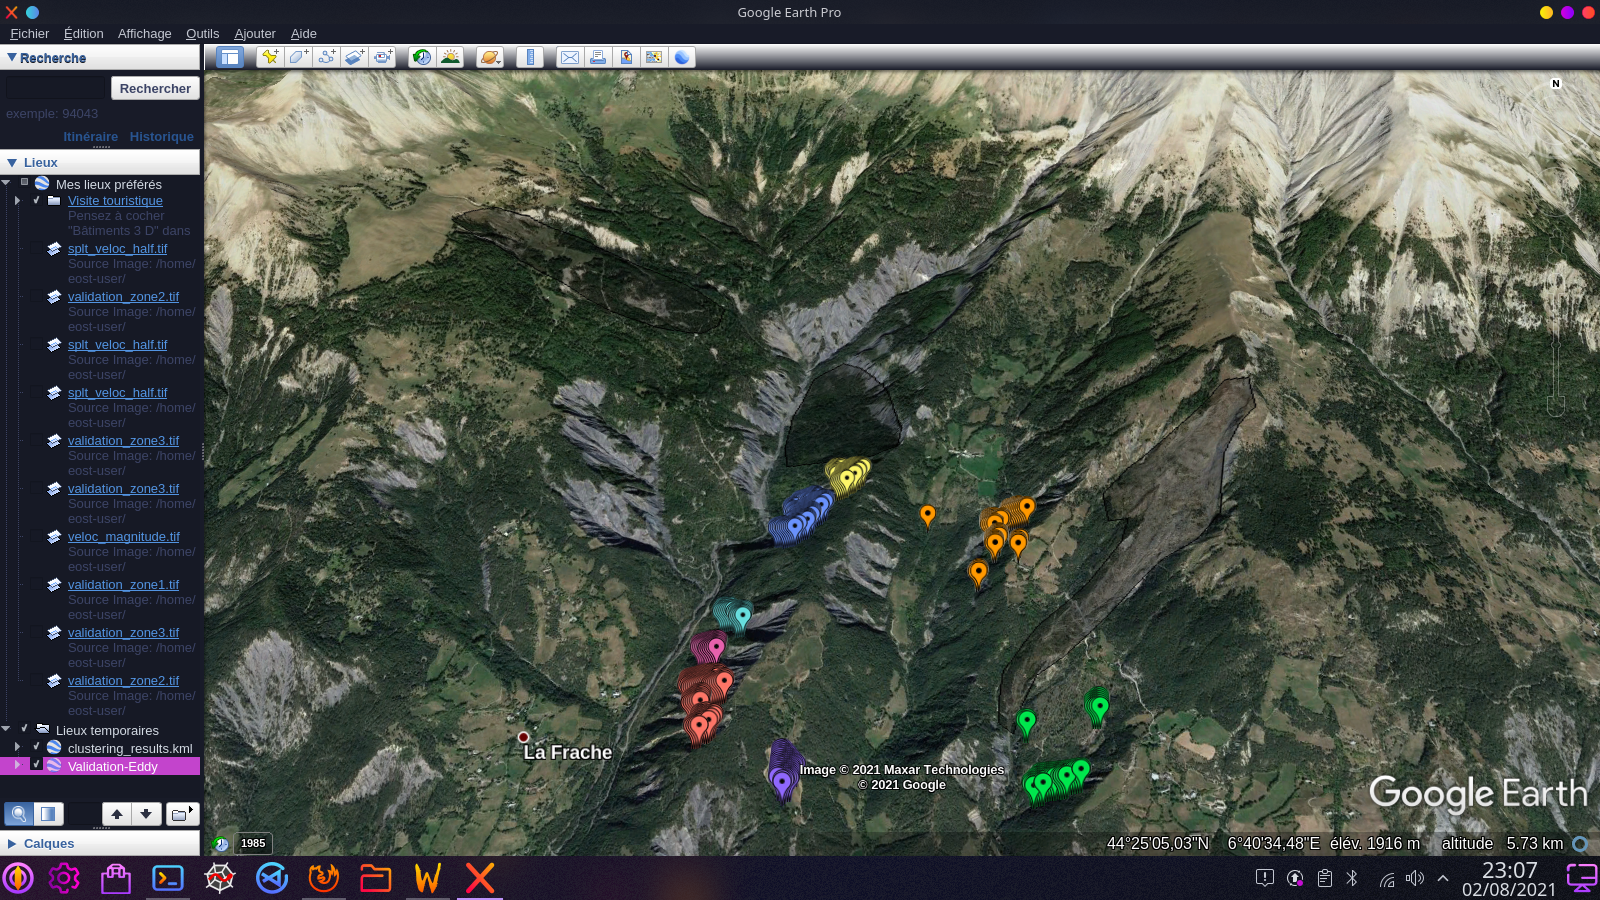 Google Earth Pro
Fichier Édition Affichage Outils Ajouter Aide
Recherche
Rechercher
exemple: 94043
Itinéraire Historique
Lieux
Mes lieux préférés
Visite touristique
Pensez à cocher
"Bâtiments 3 D" dans
splt_veloc_half.tif
Source Image: /home/
eost-user/
validation_zone2.tif
Source Image: /home/
eost-user/
splt_veloc_half.tif
Source Image: /home/
eost-user/
splt_veloc_half.tif
Source Image: /home/
eost-user/
validation_zone3.tif
Source Image: /home/
eost-user/
validation_zone3.tif
Source Image: /home/
eost-user/
veloc_magnitude.tif
Source Image: /home/
eost-user/
validation_zone1.tif
Source Image: /home/
eost-user/
validation_zone3.tif
Source Image: /home/
eost-user/
validation_zone2.tif
Source Image: /home/
eost-user/
Lieux temporaires
clustering_results.kml
Validation-Eddy
Calques
N
La Frache
Image © 2021 Maxar Technologies
© 2021 Google
Google Earth
1985
44°25'05,03"N 6°40'34,48"E élév. 1916 m altitude 5.73 km
23:07
02/08/2021